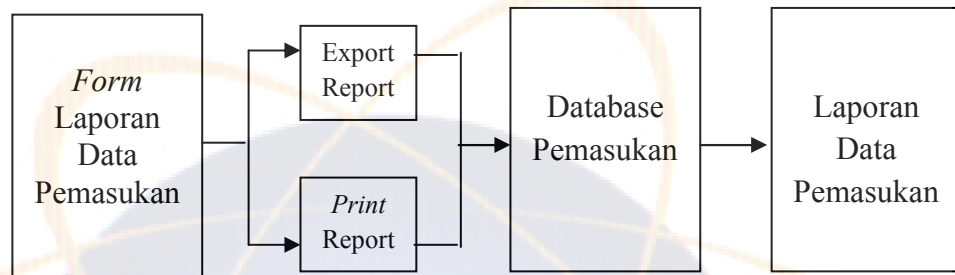 Form
Laporan
Data
Pemasukan
Export
Report
Print
Report
Database
Pemasukan
Laporan
Data
Pemasukan